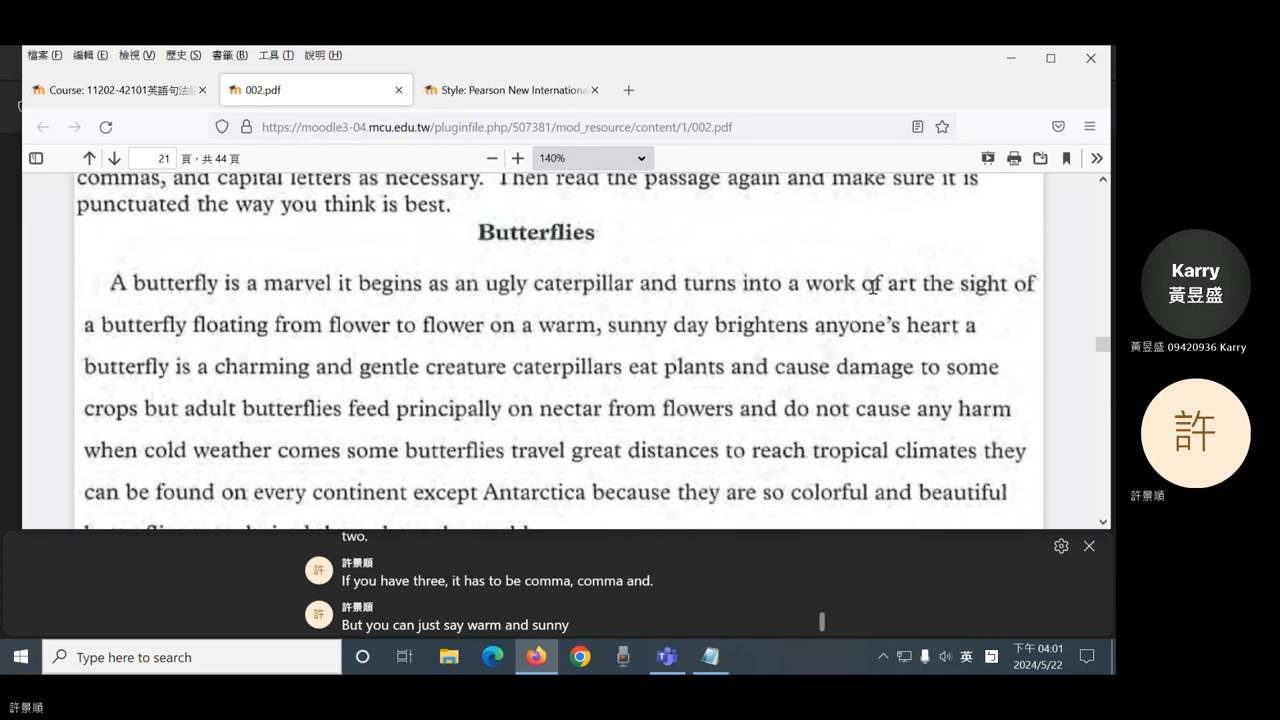 檔案 (F) 編輯 (E) 檢視 (V) 歷史 (S) 書籤 (B) 工具 (T) 說明 (H)
Course: 11202-42101英語句法
002.pdf
Style: Pearson New Internationa
https://moodle3-04.mcu.edu.tw/pluginfile.php/507381/mod_resource/content/1/002.pdf
21 頁，共 44 頁
140%
commas, and capital letters as necessary. Then read the passage again and make sure it is
punctuated the way you think is best.
Butterflies
A butterfly is a marvel it begins as an ugly caterpillar and turns into a work of art the sight of
a butterfly floating from flower to flower on a warm, sunny day brightens anyone's heart a
butterfly is a charming and gentle creature caterpillars eat plants and cause damage to some
crops but adult butterflies feed principally on nectar from flowers and do not cause any harm
when cold weather comes some butterflies travel great distances to reach tropical climates they
can be found on every continent except Antarctica because they are so colorful and beautiful
two.
許景順
許
If you have three, it has to be comma, comma and.
許景順
許
But you can just say warm and sunny
Karry
黃昱盛
黃昱盛 09420936 Karry
許
許景順
Type here to search
英
下午 04:01
2024/5/22
許景順